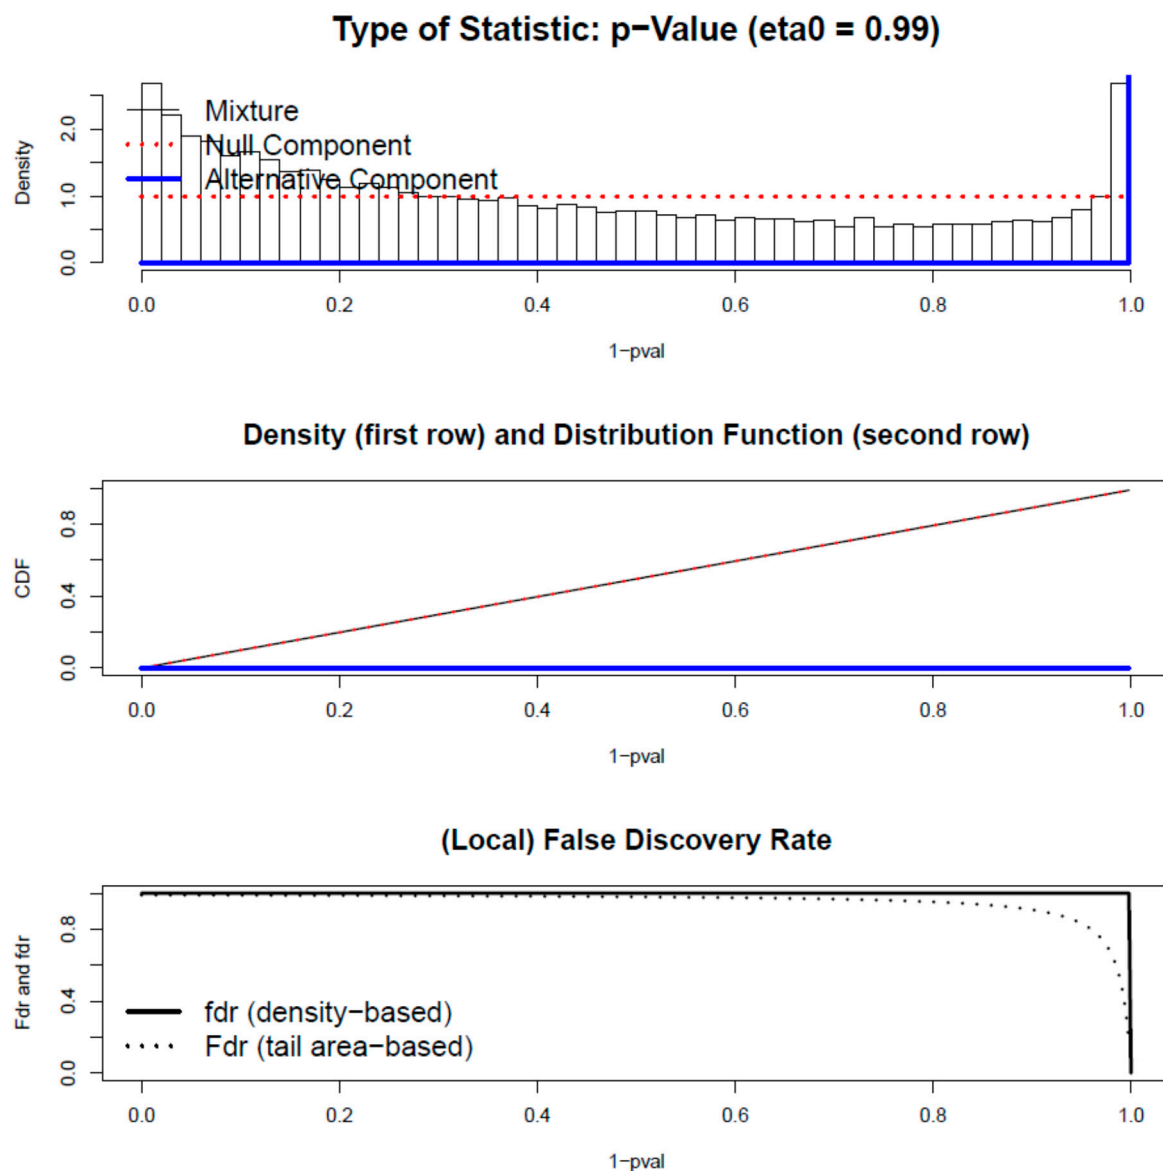 Type of Statistic: p−Value (eta0 = 0.99)
Density
2.0
1.0
0.0
Mixture
Null Component
Alternative Component
0.0 0.2 0.4 0.6 0.8 1.0
1−pval
Density (first row) and Distribution Function (second row)
CDF
0.8
0.4
0.0
0.0 0.2 0.4 0.6 0.8 1.0
1−pval
(Local) False Discovery Rate
Fdr and fdr
0.8
0.4
0.0
fdr (density−based)
Fdr (tail area−based)
0.0 0.2 0.4 0.6 0.8 1.0
1−pval